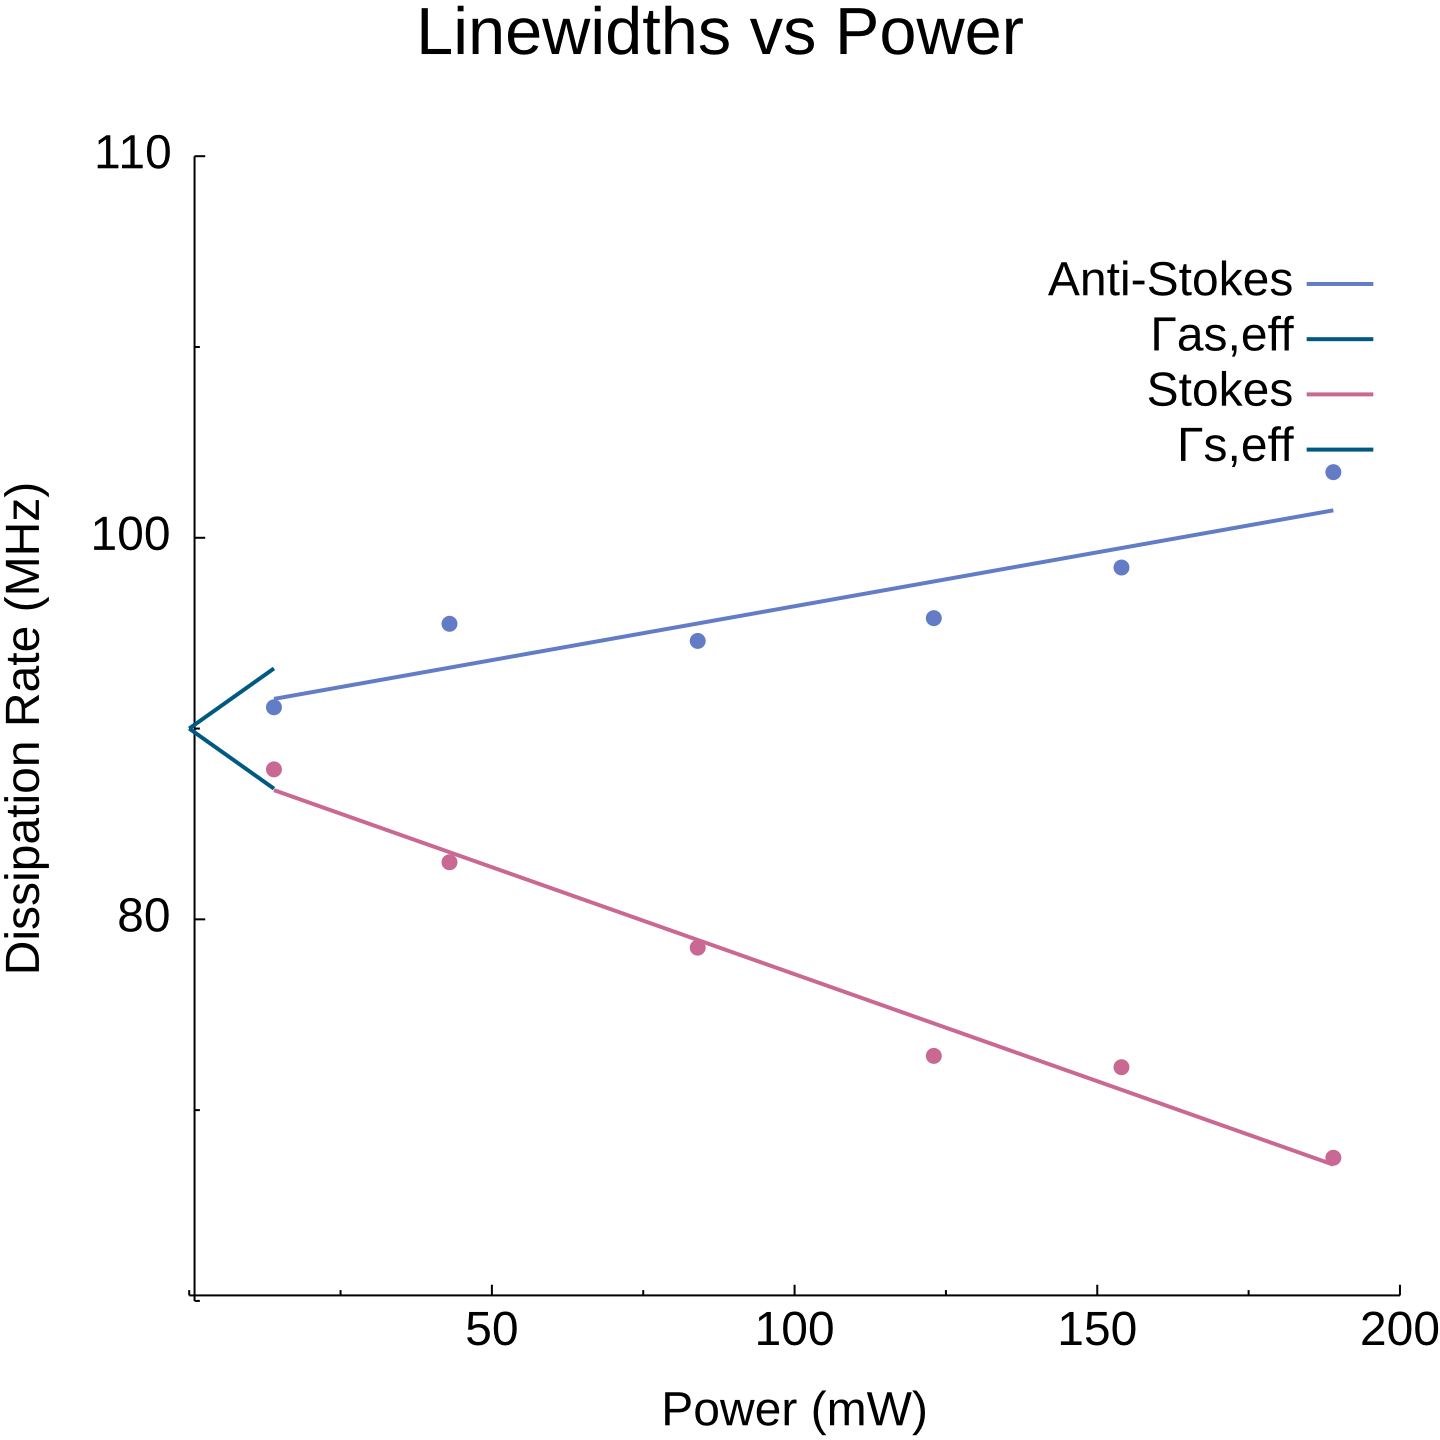 Linewidths vs Power
110
100
80
Dissipation Rate (MHz)
Anti-Stokes
Γas,eff
Stokes
Γs,eff
50
100
150
200
Power (mW)